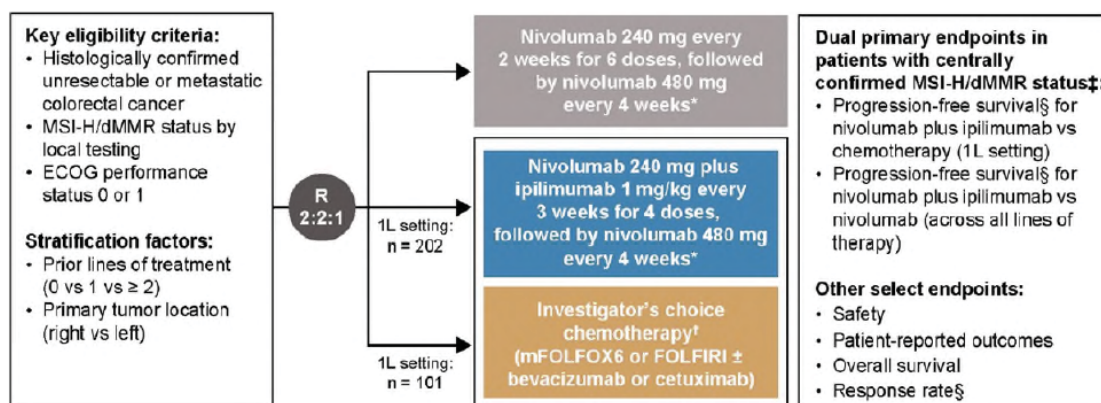 Key eligibility criteria:
• Histologically confirmed
unresectable or metastatic
colorectal cancer
• MSI-H/dMMR status by
local testing
• ECOG performance
status 0 or 1
Stratification factors:
• Prior lines of treatment
(0 vs 1 vs ≥ 2)
• Primary tumor location
(right vs left)
R
2:2:1
1L setting:
n = 202
1L setting:
n = 101
Nivolumab 240 mg every
2 weeks for 6 doses, followed
by nivolumab 480 mg
every 4 weeks*
Nivolumab 240 mg plus
ipilimumab 1 mg/kg every
3 weeks for 4 doses,
followed by nivolumab 480 mg
every 4 weeks*
Investigator's choice
chemotherapy†
(mFOLFOX6 or FOLFIRI ±
bevacizumab or cetuximab)
Dual primary endpoints in
patients with centrally
confirmed MSI-H/dMMR status‡:
• Progression-free survival§ for
nivolumab plus ipilimumab vs
chemotherapy (1L setting)
• Progression-free survival§ for
nivolumab plus ipilimumab vs
nivolumab (across all lines of
therapy)
Other select endpoints:
• Safety
• Patient-reported outcomes
• Overall survival
• Response rate§